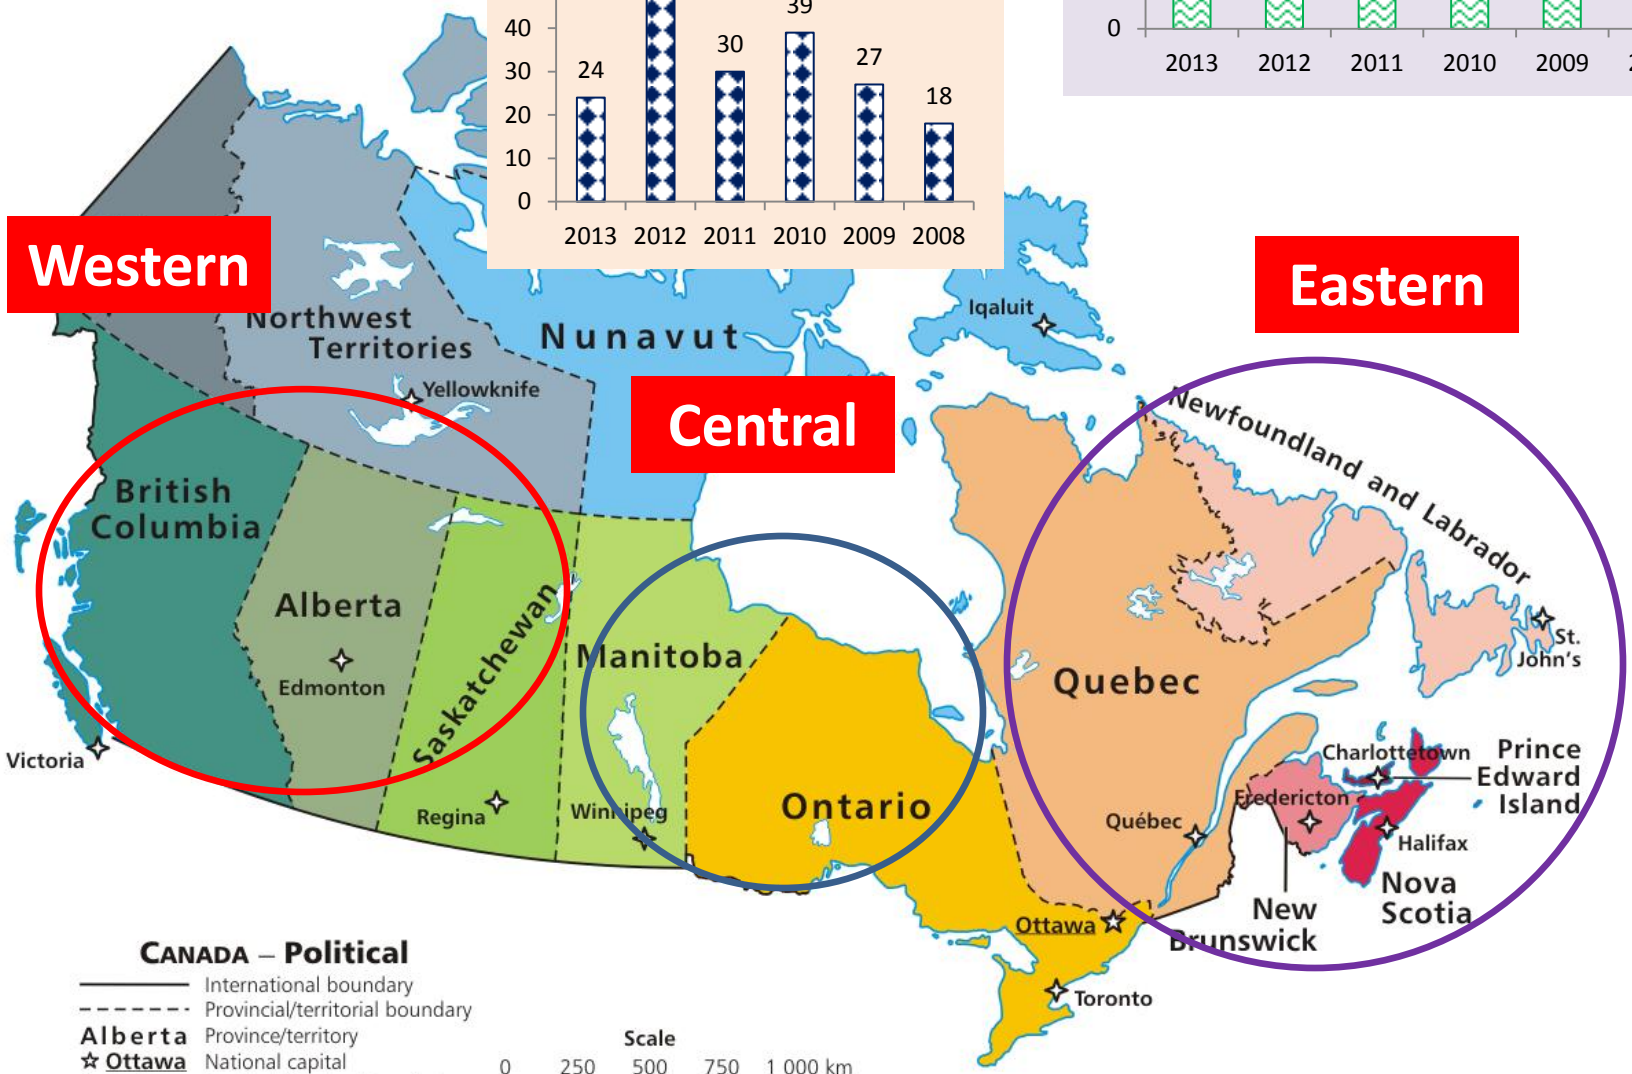 40
30
20
10
0
24
30
39
27
18
2013 2012 2011 2010 2009 2008
0
2013 2012 2011 2010 2009
Western
Central
Eastern
Northwest
Territories
Yellowknife
Nunavut
Iqaluit
British
Columbia
Alberta
Edmonton
Saskatchewan
Regina
Manitoba
Winnipeg
Victoria
Ontario
Ottawa
Toronto
Quebec
Québec
Newfoundland and Labrador
St.
John's
Charlottetown
Prince
Edward
Island
Fredericton
Halifax
Nova
Scotia
New
Brunswick
CANADA – Political
International boundary
Provincial/territorial boundary
Alberta Province/territory
Ottawa National capital
Scale
0 250 500 750 1 000 km